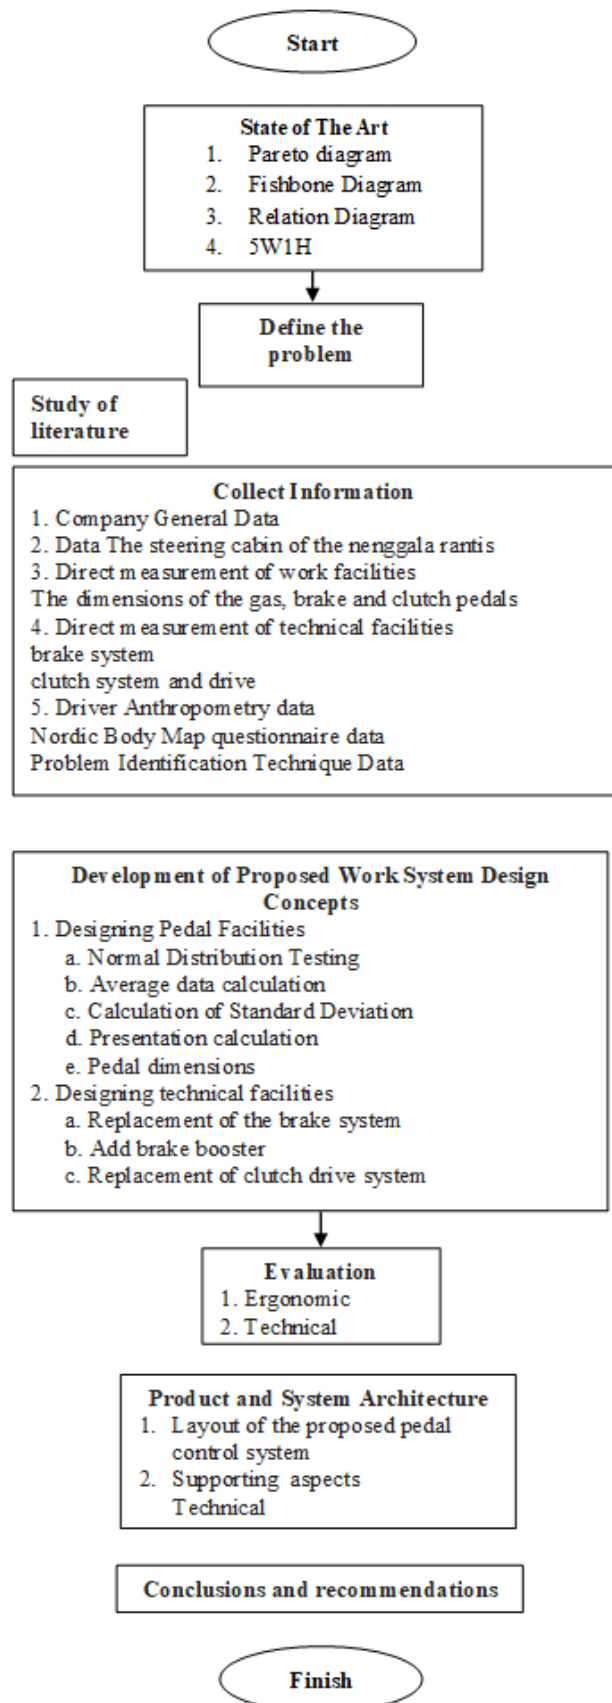 Start
State of The Art
1. Pareto diagram
2. Fishbone Diagram
3. Relation Diagram
4. 5W1H
Define the
problem
Study of
literature
Collect Information
1. Company General Data
2. Data The steering cabin of the nenggala rantis
3. Direct measurement of work facilities
The dimensions of the gas, brake and clutch pedals
4. Direct measurement of technical facilities
brake system
clutch system and drive
5. Driver Anthropometry data
Nordic Body Map questionnaire data
Problem Identification Technique Data
Development of Proposed Work System Design
Concepts
1. Designing Pedal Facilities
a. Normal Distribution Testing
b. Average data calculation
c. Calculation of Standard Deviation
d. Presentation calculation
e. Pedal dimensions
2. Designing technical facilities
a. Replacement of the brake system
b. Add brake booster
c. Replacement of clutch drive system
Evaluation
1. Ergonomic
2. Technical
Product and System Architecture
1. Layout of the proposed pedal
control system
2. Supporting aspects
Technical
Conclusions and recommendations
Finish